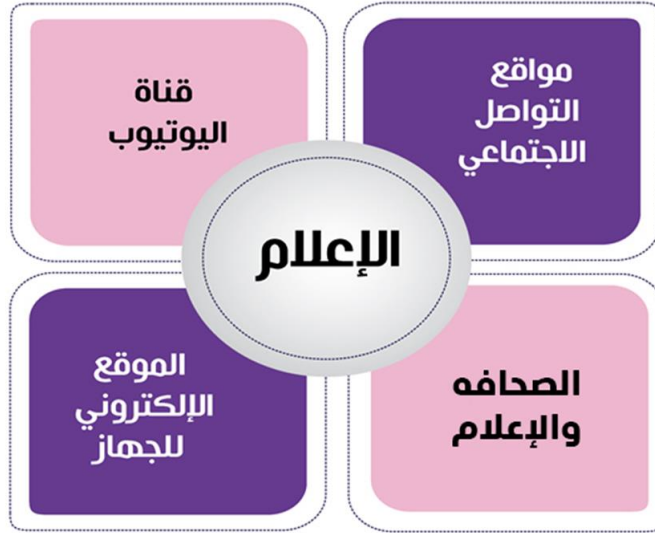 مواقع
التواصل
الاجتماعي
قناة
اليوتيوب
الإعلام
الصحافه
والإعلام
الموقع
الإلكتروني
للجهاز